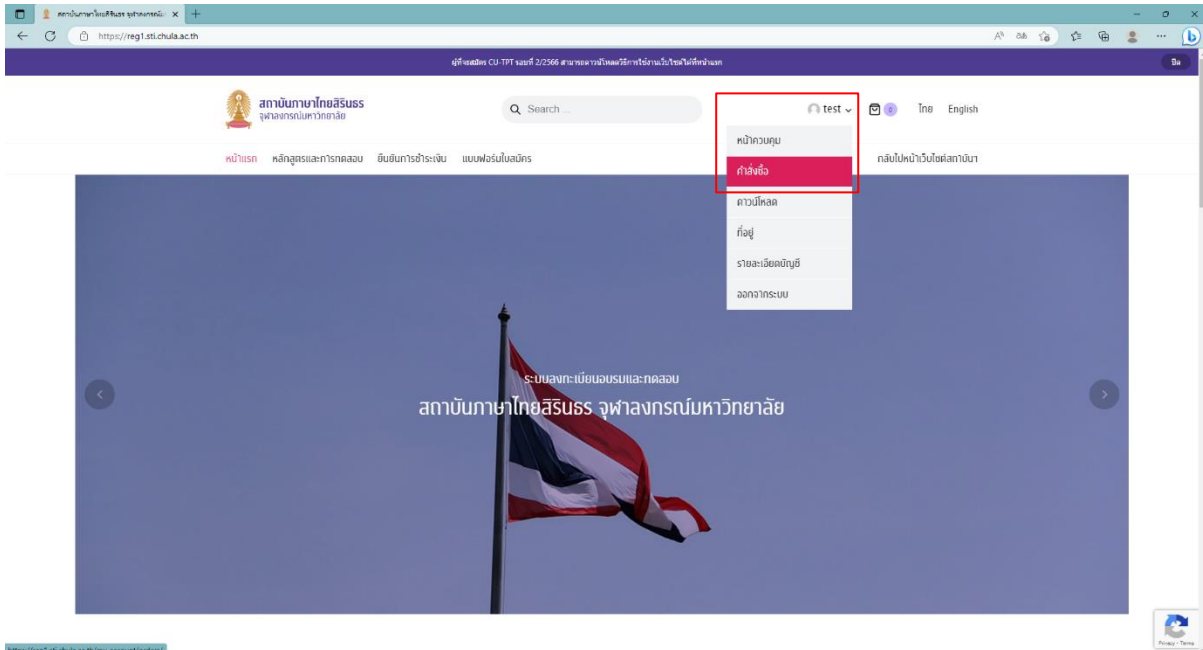 สถาบันภาษาไทยสิรินธร จุฬาลงกรณ์
https://reg1.sti.chula.ac.th
ผู้ที่จะสมัคร CU-TPT รอบที่ 2/2566 สามารถดาวน์โหลดวิธีการใช้งานเว็บไซต์ได้ที่หน้าแรก
ปิด
สถาบันภาษาไทยสิรินธร
จุฬาลงกรณ์มหาวิทยาลัย
Search ...
test
0
ไทย English
หน้าแรก หลักสูตรและการทดสอบ ยืนยันการชำระเงิน แบบฟอร์มใบสมัคร
กลับไปหน้าเว็บไซต์สถาบันฯ
หน้าควบคุม
คำสั่งซื้อ
ดาวน์โหลด
ที่อยู่
รายละเอียดบัญชี
ออกจากระบบ
ระบบลงทะเบียนอบรมและทดสอบ
สถาบันภาษาไทยสิรินธร จุฬาลงกรณ์มหาวิทยาลัย
Privacy - Terms